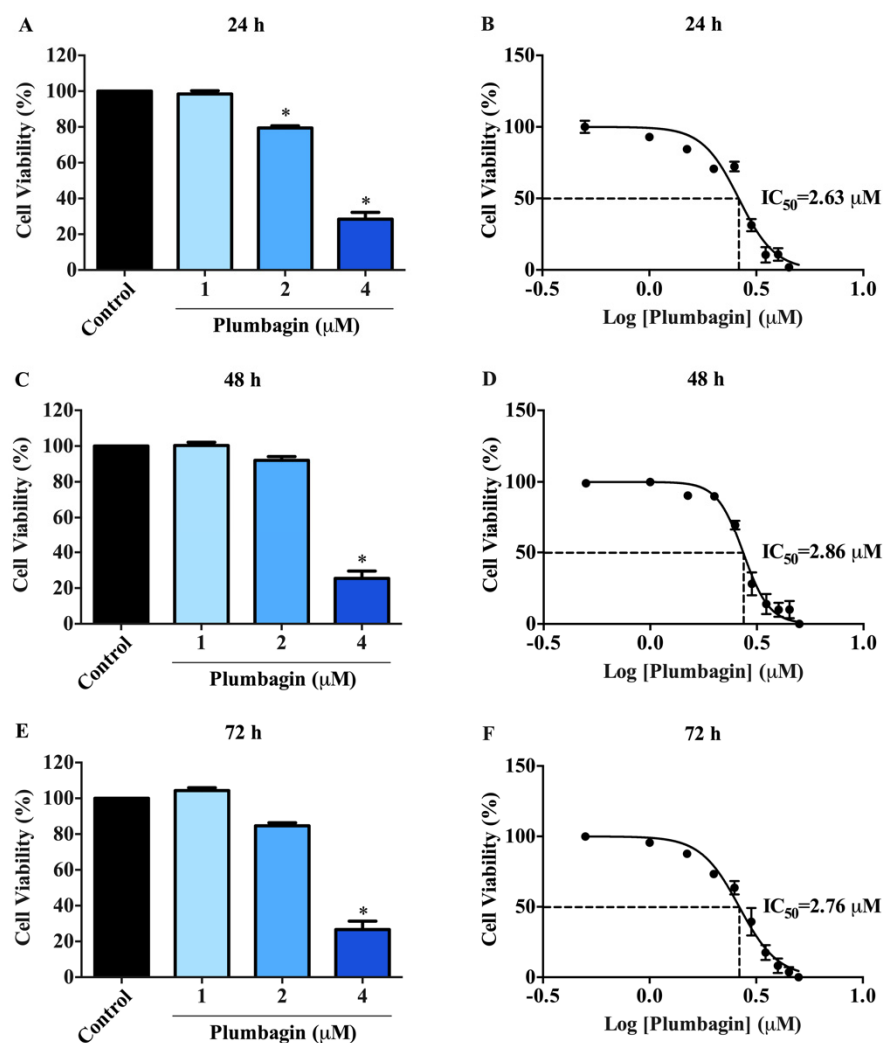 A
24 h
Cell Viability (%)
120
100
80
60
40
20
0
*
*
Control
1
2
4
Plumbagin (μM)
B
24 h
Cell Viability (%)
150
100
50
0
IC50=2.63 μM
-0.5
0.0
0.5
1.0
Log [Plumbagin] (μM)
C
48 h
Cell Viability (%)
120
100
80
60
40
20
0
*
Control
1
2
4
Plumbagin (μM)
D
48 h
Cell Viability (%)
150
100
50
0
IC50=2.86 μM
-0.5
0.0
0.5
1.0
Log [Plumbagin] (μM)
E
72 h
Cell Viability (%)
120
100
80
60
40
20
0
*
Control
1
2
4
Plumbagin (μM)
F
72 h
Cell Viability (%)
150
100
50
0
IC50=2.76 μM
-0.5
0.0
0.5
1.0
Log [Plumbagin] (μM)